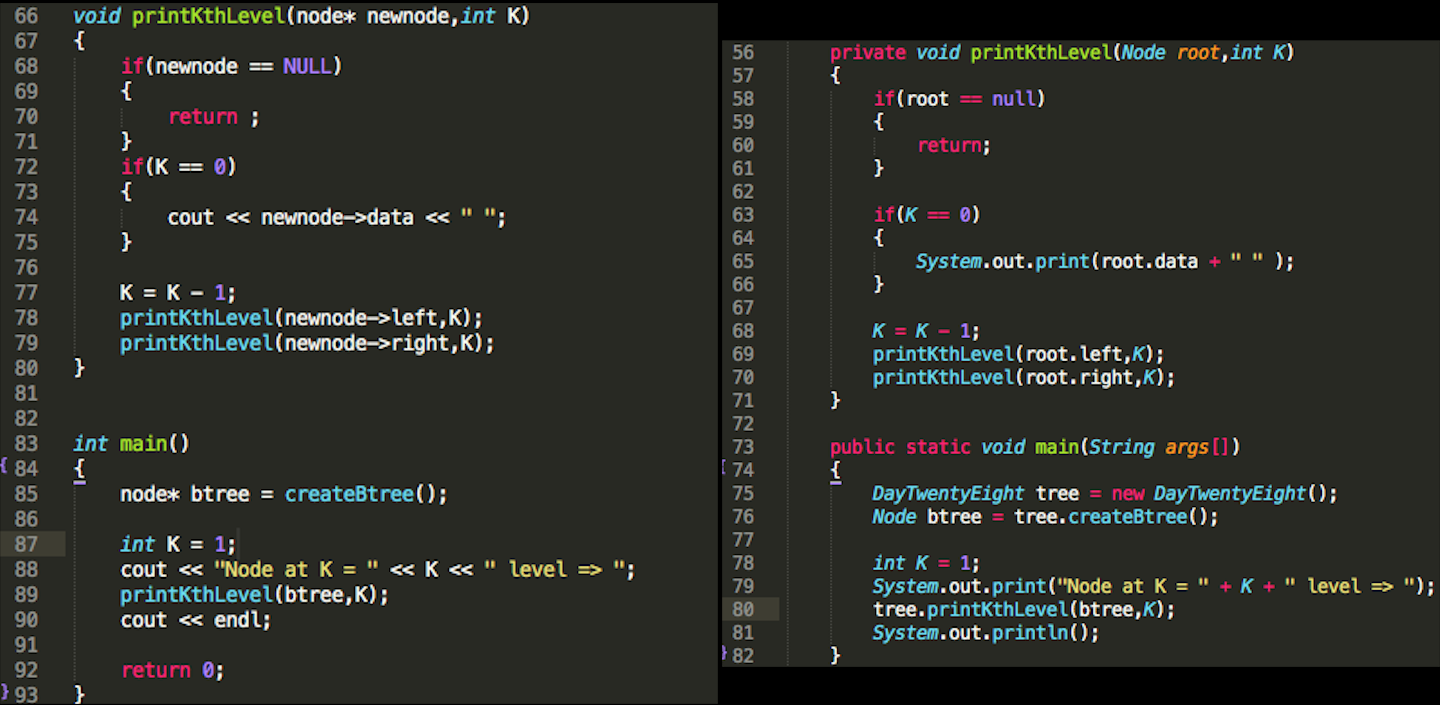 66 void printKthLevel(node* newnode,int K)
67 {
68 if(newnode == NULL)
69 {
70 return ;
71 }
72 if(K == 0)
73 {
74 cout << newnode->data << " ";
75 }
76
77 K = K - 1;
78 printKthLevel(newnode->left,K);
79 printKthLevel(newnode->right,K);
80 }
81
82
83 int main()
{ 84 {
85 node* btree = createBtree();
86
87 int K = 1;
88 cout << "Node at K = " << K << " level => ";
89 printKthLevel(btree,K);
90 cout << endl;
91
92 return 0;
} 93 }
56 private void printKthLevel(Node root,int K)
57 {
58 if(root == null)
59 {
60 return;
61 }
62
63 if(K == 0)
64 {
65 System.out.print(root.data + " " );
66 }
67
68 K = K - 1;
69 printKthLevel(root.left,K);
70 printKthLevel(root.right,K);
71 }
72
73 public static void main(String args[])
{ 74 {
75 DayTwentyEight tree = new DayTwentyEight();
76 Node btree = tree.createBtree();
77
78 int K = 1;
79 System.out.print("Node at K = " + K + " level => ");
80 tree.printKthLevel(btree,K);
81 System.out.println();
} 82 }